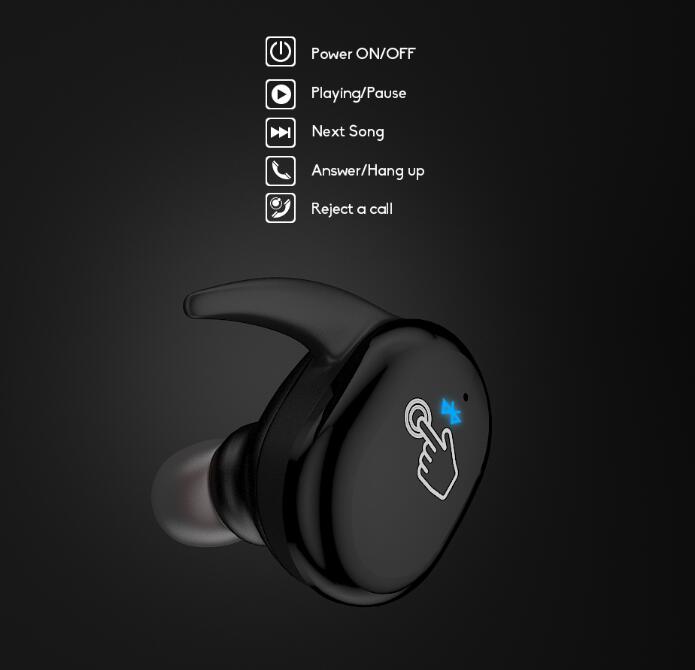 Power ON/OFF
Playing/Pause
Next Song
Answer/Hang up
Reject a call